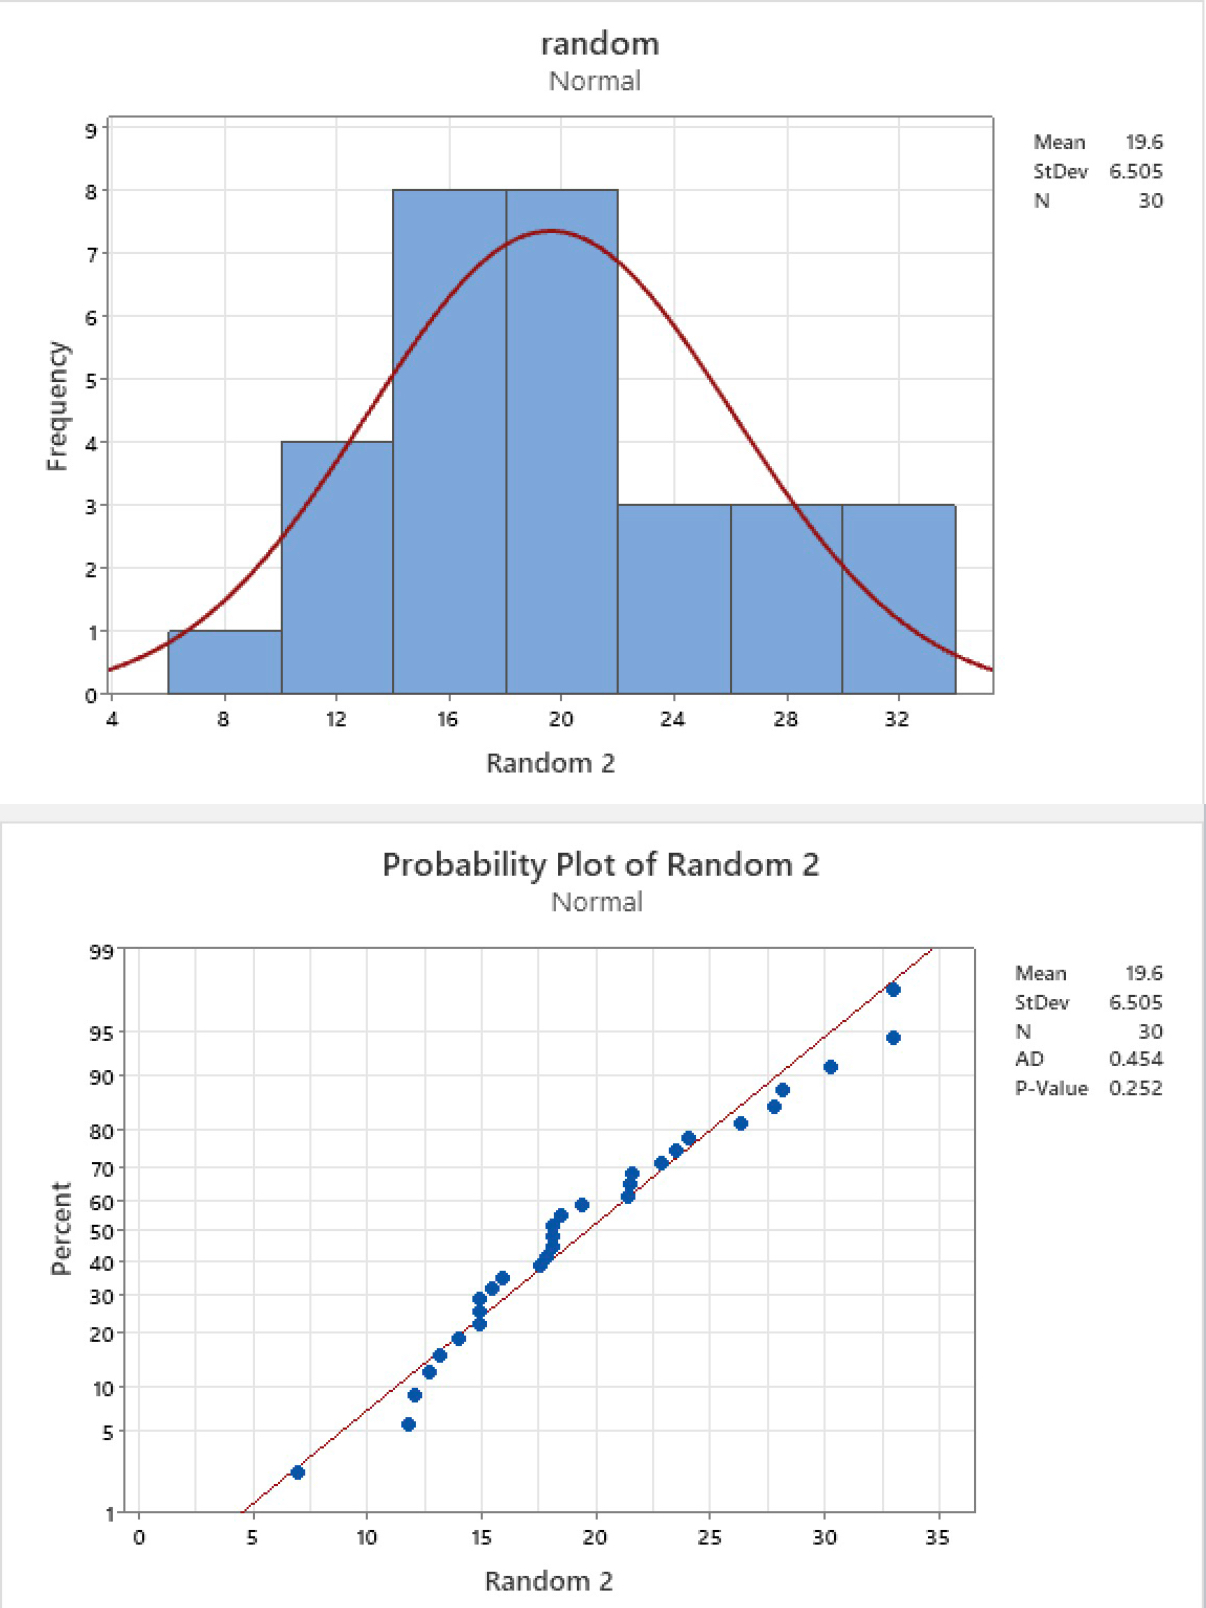 random
Normal
9
8
7
6
5
4
3
2
1
0
Frequency
4 8 12 16 20 24 28 32
Random 2
Mean 19.6
StDev 6.505
N 30
Probability Plot of Random 2
Normal
99
95
90
80
70
60
50
40
30
20
10
5
1
Percent
0 5 10 15 20 25 30 35
Random 2
Mean 19.6
StDev 6.505
N 30
AD 0.454
P-Value 0.252